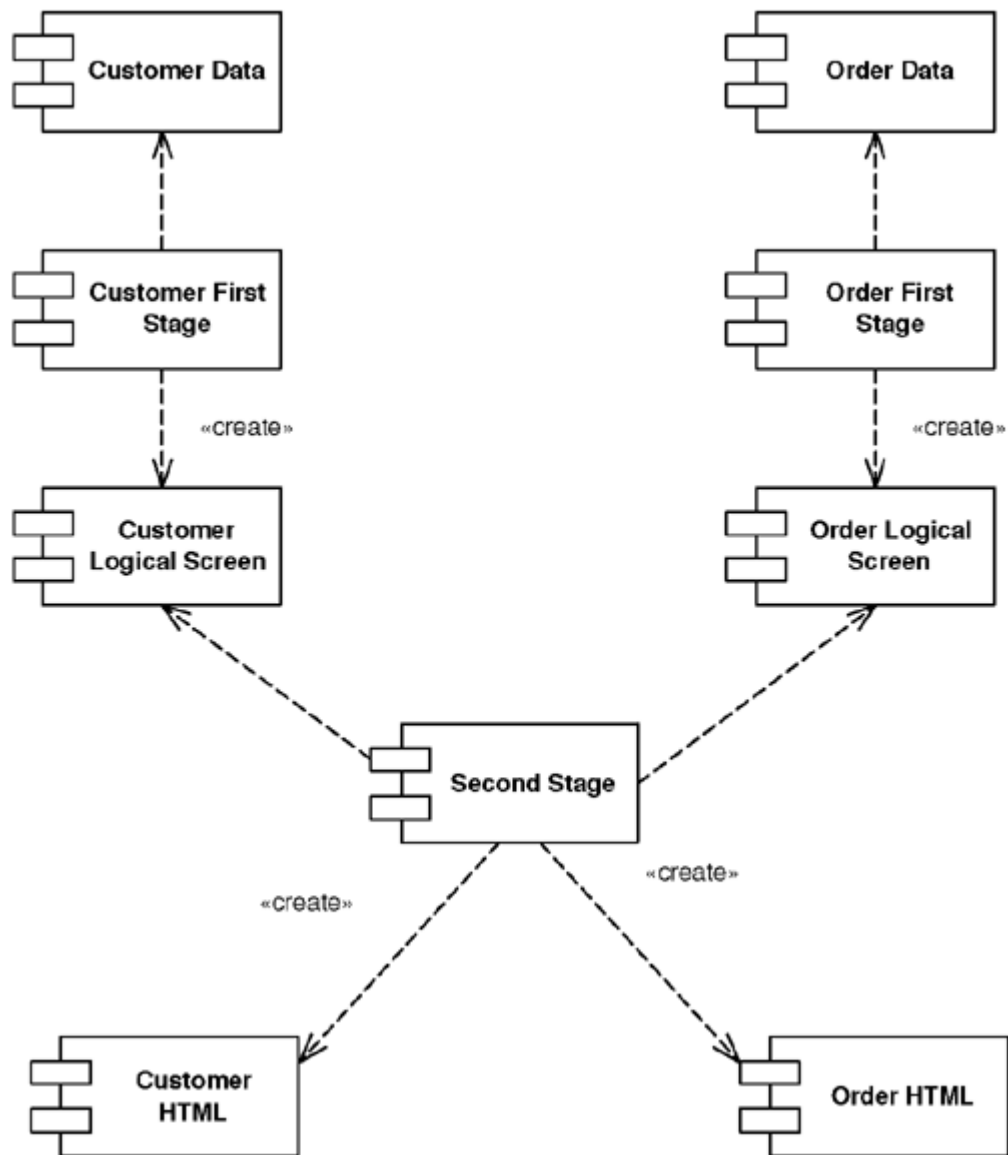 Customer Data
Order Data
Customer First
Stage
Order First
Stage
«create»
«create»
Customer
Logical Screen
Order Logical
Screen
Second Stage
«create»
«create»
Customer
HTML
Order HTML